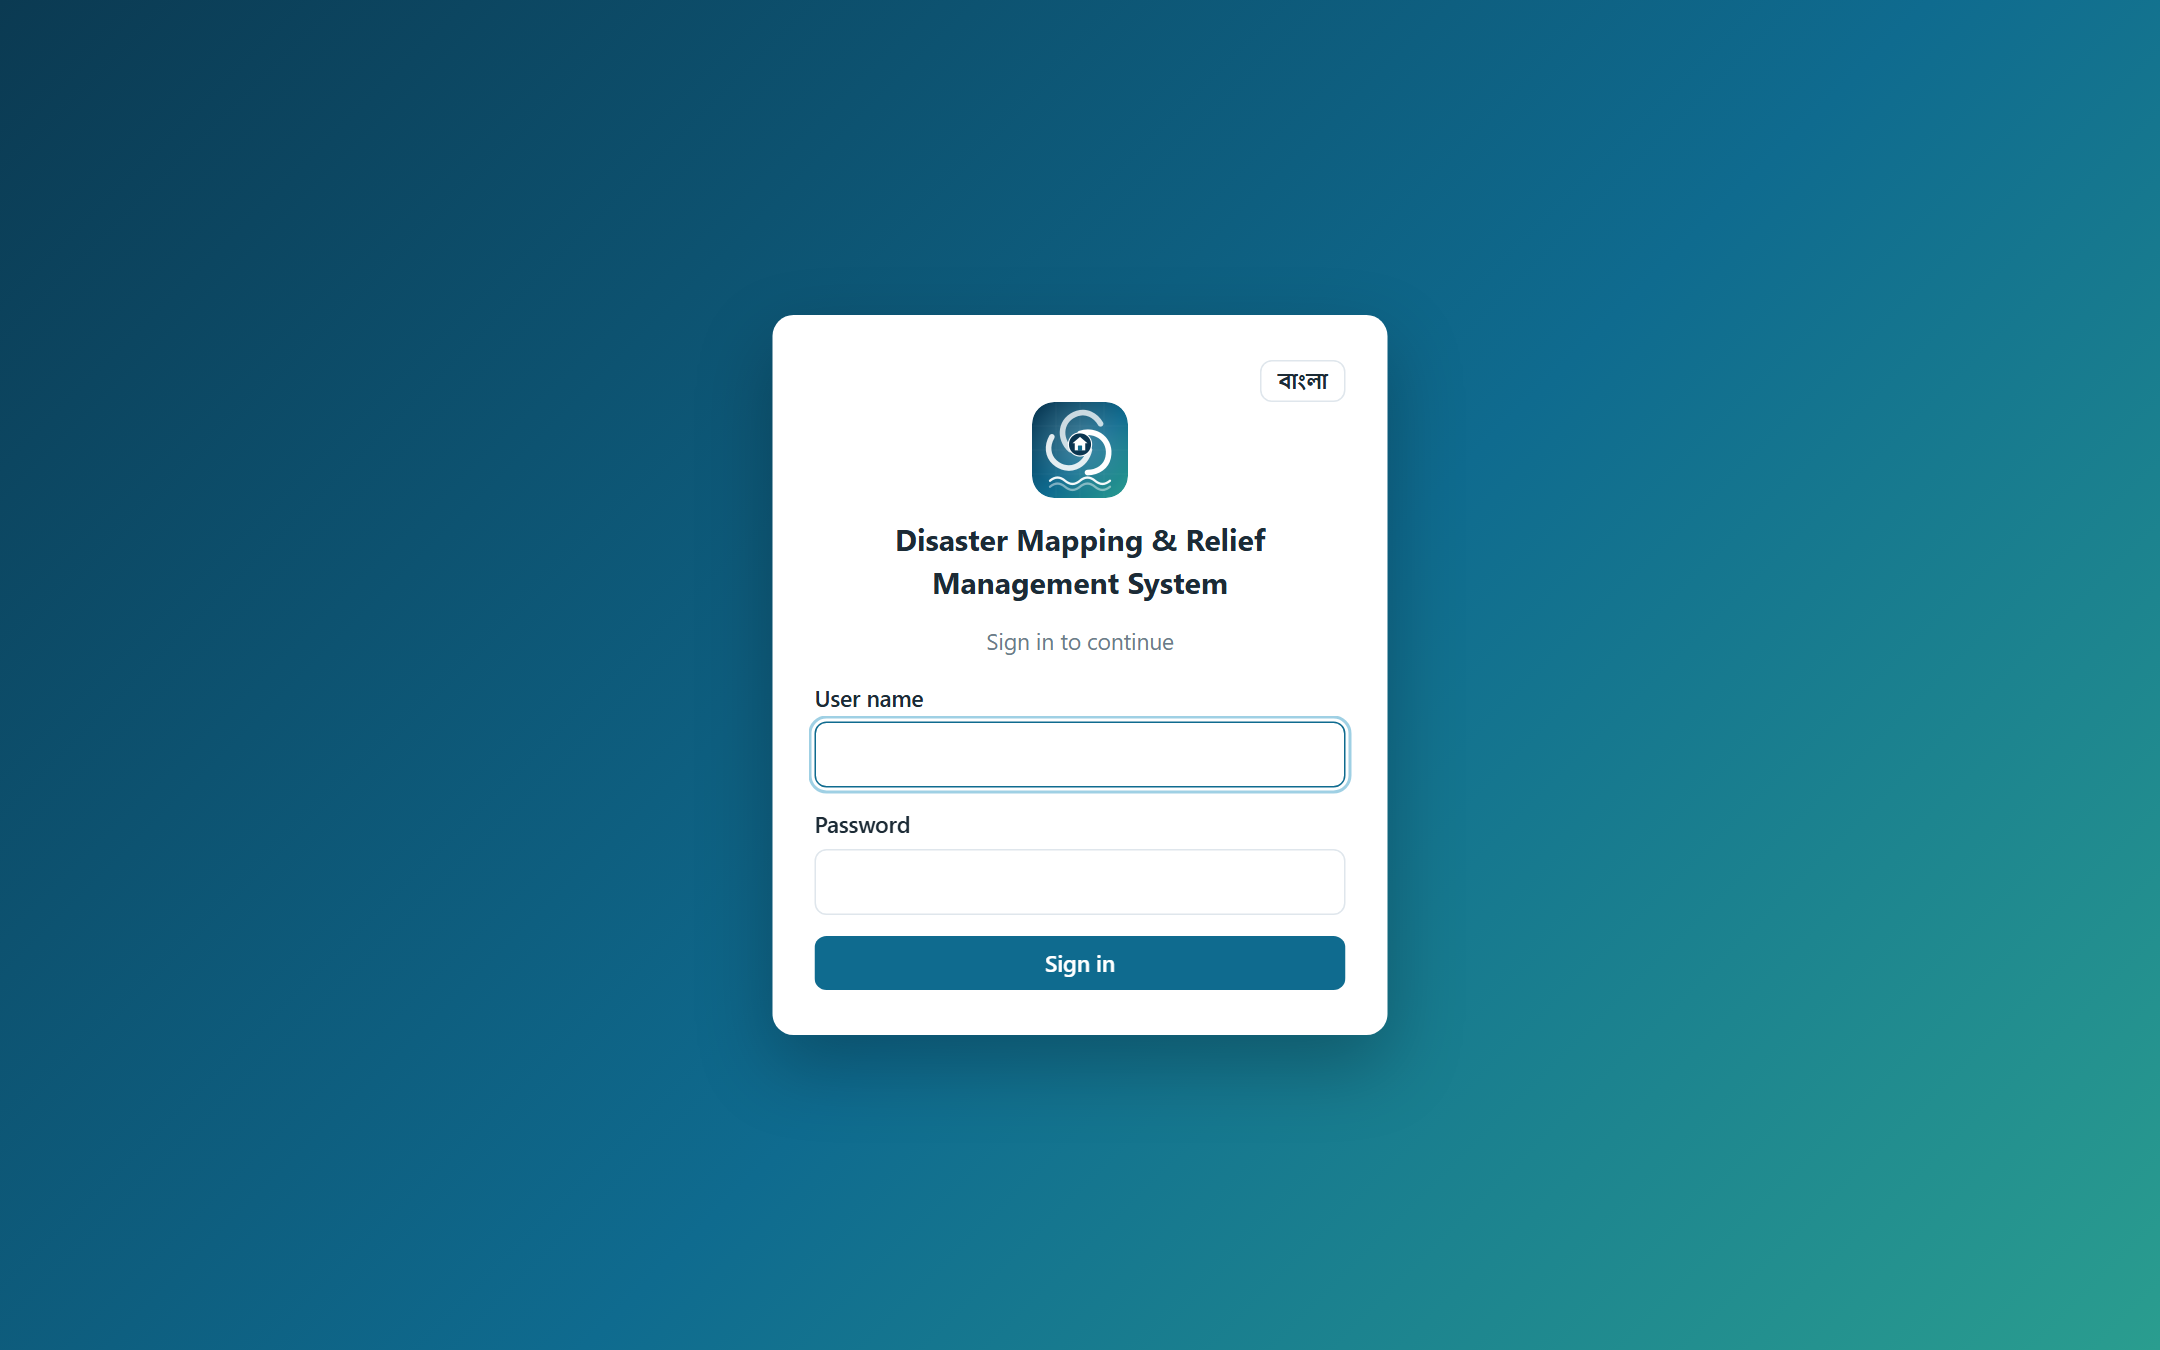 বাংলা
Disaster Mapping & Relief
Management System
Sign in to continue
User name
Password
Sign in